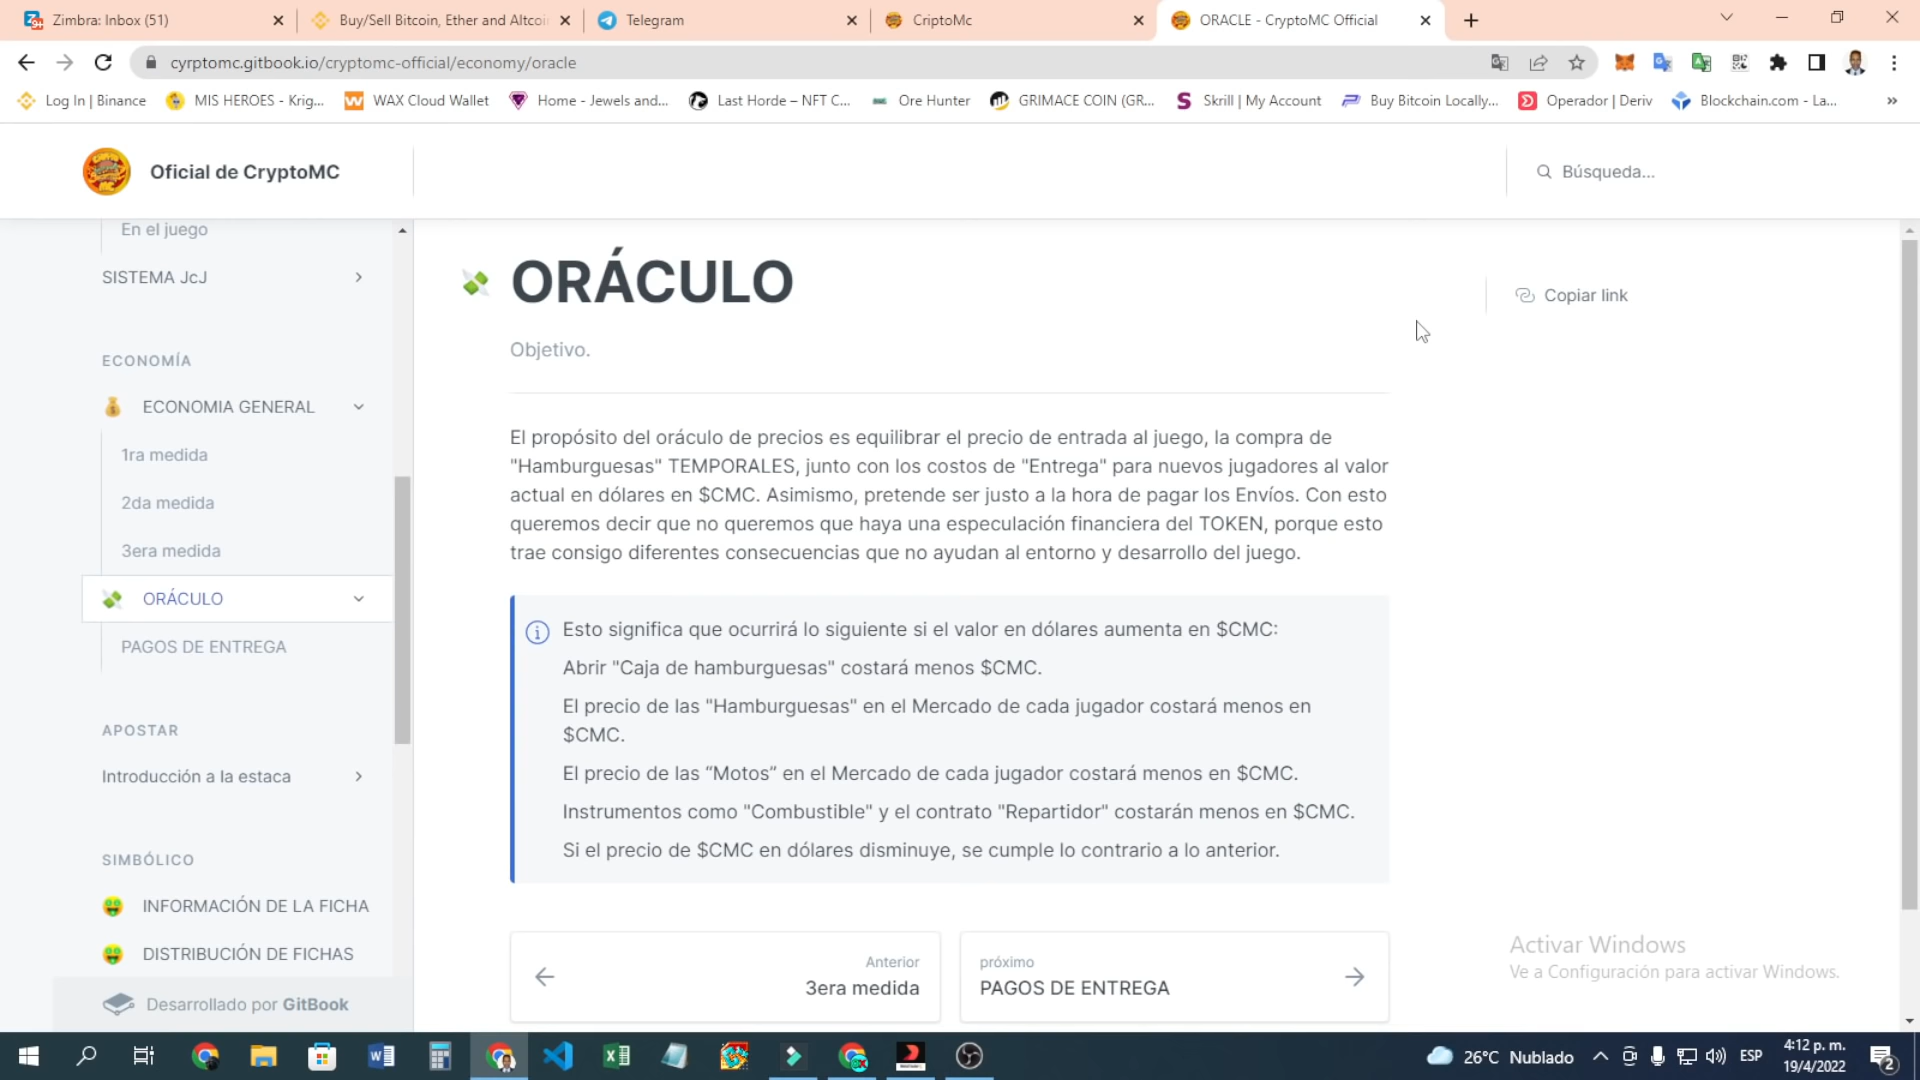 Zimbra: Inbox (51)
Buy/Sell Bitcoin, Ether and Altcoi
Telegram
CriptoMc
ORACLE - CryptoMC Official
cyrptomc.gitbook.io/cryptomc-official/economy/oracle
Log In | Binance
MIS HEROES - Krig...
WAX Cloud Wallet
Home - Jewels and...
Last Horde – NFT C...
Ore Hunter
GRIMACE COIN (GR...
Skrill | My Account
Buy Bitcoin Locally...
Operador | Deriv
Blockchain.com - La...
»
Oficial de CryptoMC
Búsqueda...
En el juego
SISTEMA JcJ
ECONOMÍA
ECONOMIA GENERAL
1ra medida
2da medida
3era medida
ORÁCULO
PAGOS DE ENTREGA
APOSTAR
Introducción a la estaca
SIMBÓLICO
INFORMACIÓN DE LA FICHA
DISTRIBUCIÓN DE FICHAS
Desarrollado por GitBook
ORÁCULO
Copiar link
Objetivo.
El propósito del oráculo de precios es equilibrar el precio de entrada al juego, la compra de
"Hamburguesas" TEMPORALES, junto con los costos de "Entrega" para nuevos jugadores al valor
actual en dólares en $CMC. Asimismo, pretende ser justo a la hora de pagar los Envíos. Con esto
queremos decir que no queremos que haya una especulación financiera del TOKEN, porque esto
trae consigo diferentes consecuencias que no ayudan al entorno y desarrollo del juego.
Esto significa que ocurrirá lo siguiente si el valor en dólares aumenta en $CMC:
Abrir "Caja de hamburguesas" costará menos $CMC.
El precio de las "Hamburguesas" en el Mercado de cada jugador costará menos en
$CMC.
El precio de las “Motos” en el Mercado de cada jugador costará menos en $CMC.
Instrumentos como "Combustible" y el contrato "Repartidor" costarán menos en $CMC.
Si el precio de $CMC en dólares disminuye, se cumple lo contrario a lo anterior.
Anterior
3era medida
próximo
PAGOS DE ENTREGA
Activar Windows
Ve a Configuración para activar Windows.
26°C Nublado
ESP
4:12 p. m.
19/4/2022
2